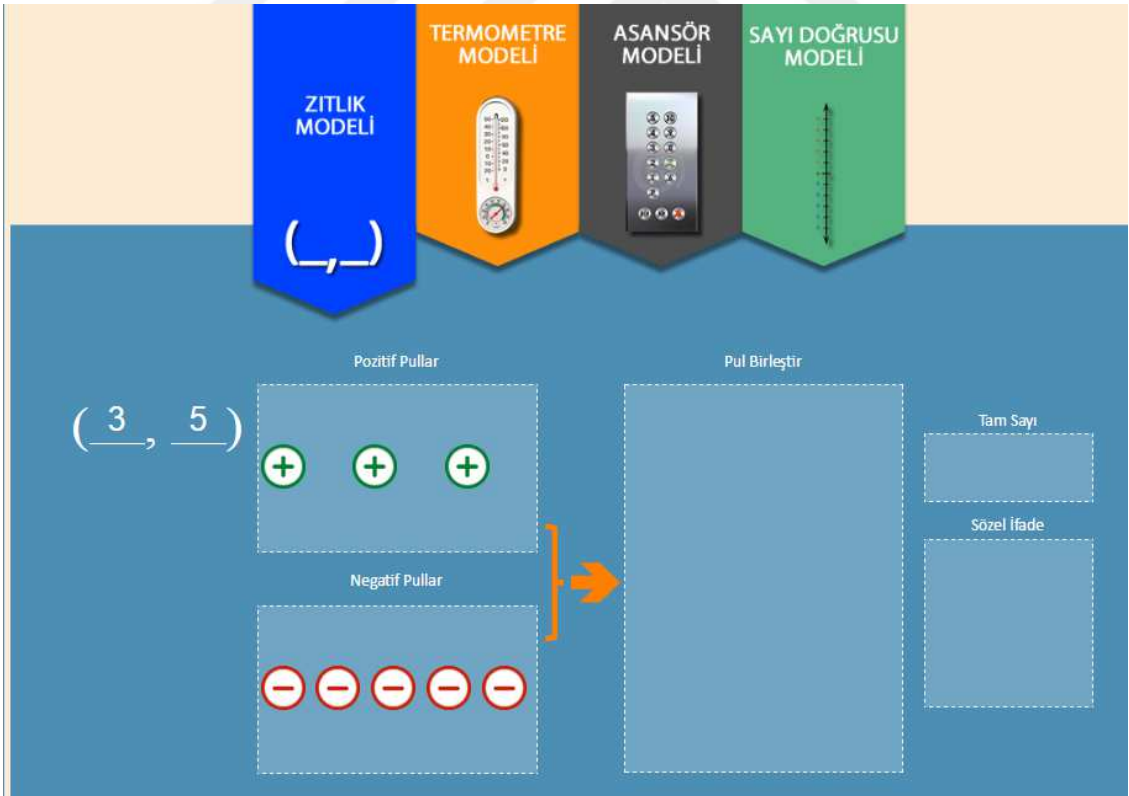 ZITLIK
MODELİ
(_,_)
TERMOMETRE
MODELİ
ASANSÖR
MODELİ
SAYI DOĞRUSU
MODELİ
(3, 5)
Pozitif Pullar
+ + +
Negatif Pullar
− − − − −
Pul Birleştir
Tam Sayı
Sözel İfade